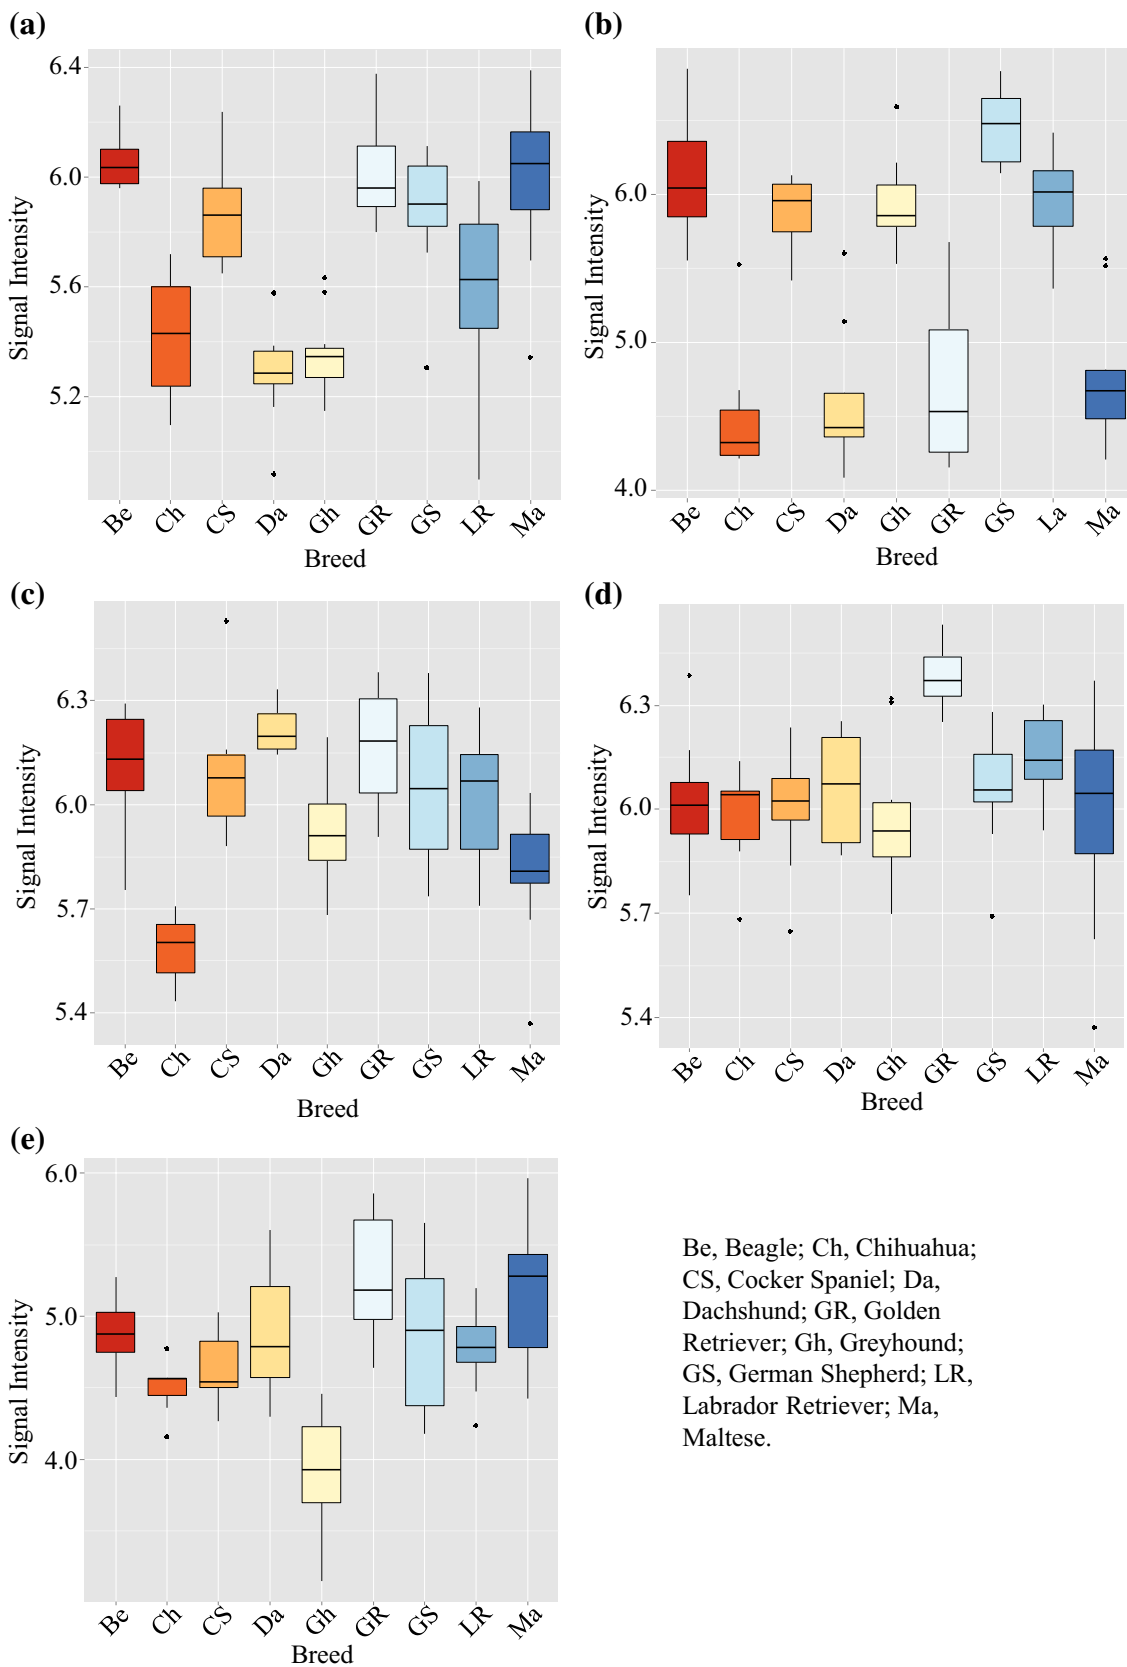 (a)
6.4
6.0
5.6
5.2
Signal Intensity
Be Ch CS Da Gh GR GS LR Ma
Breed
(b)
6.0
5.0
4.0
Signal Intensity
Be Ch CS Da Gh GR GS La Ma
Breed
(c)
6.3
6.0
5.7
5.4
Signal Intensity
Be Ch CS Da Gh GR GS LR Ma
Breed
(d)
6.3
6.0
5.7
5.4
Signal Intensity
Be Ch CS Da Gh GR GS LR Ma
Breed
(e)
6.0
5.0
4.0
Signal Intensity
Be Ch CS Da Gh GR GS LR Ma
Breed
Be, Beagle; Ch, Chihuahua;
CS, Cocker Spaniel; Da,
Dachshund; GR, Golden
Retriever; Gh, Greyhound;
GS, German Shepherd; LR,
Labrador Retriever; Ma,
Maltese.